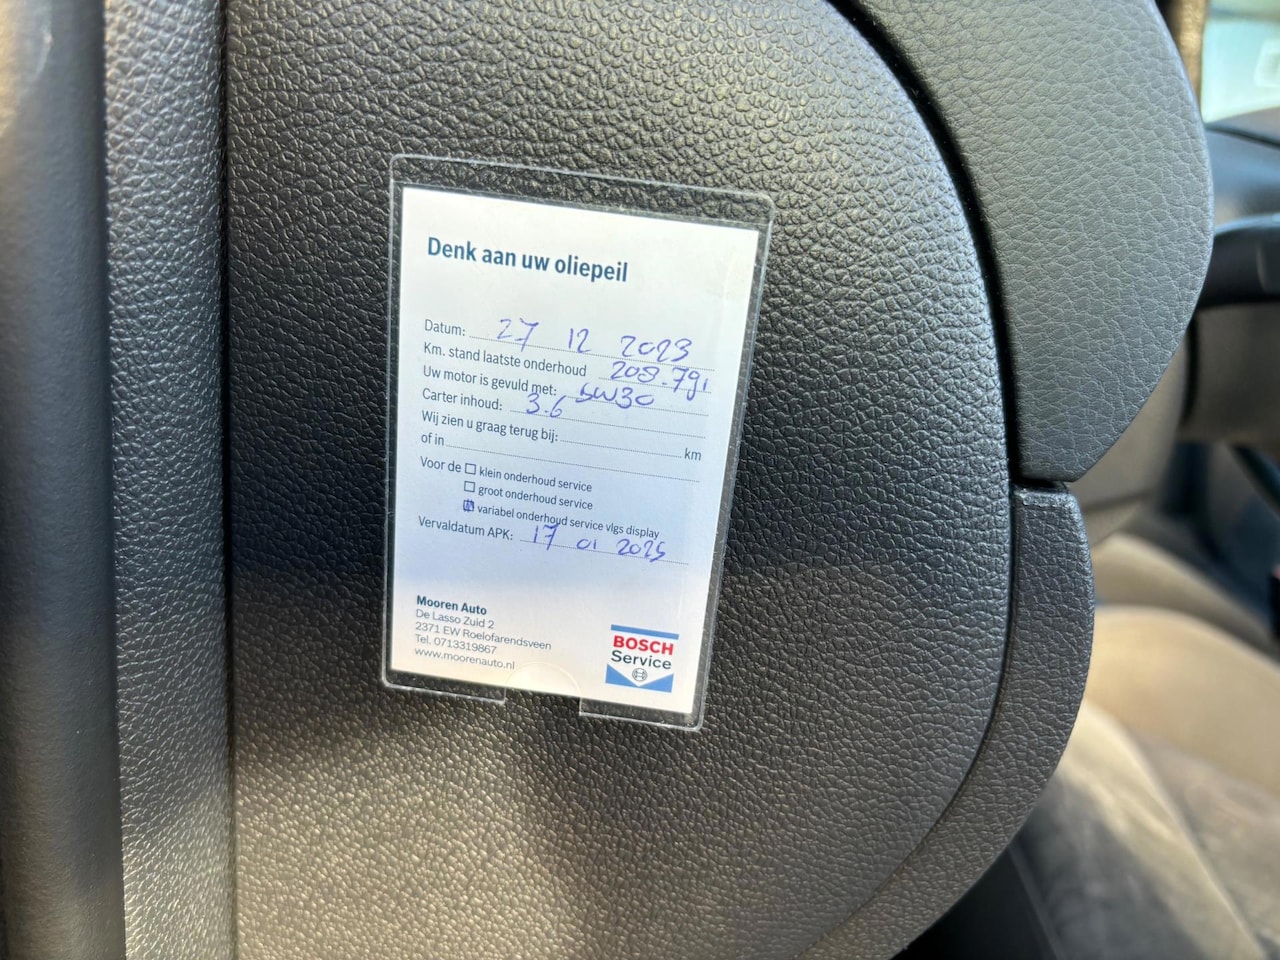 Denk aan uw oliepeil
Datum: 27 12 2023
Km. stand laatste onderhoud 208.791
Uw motor is gevuld met: 5W30
Carter inhoud: 3.6
Wij zien u graag terug bij: km
of in
Voor de klein onderhoud service
groot onderhoud service
variabel onderhoud service vlgs display
Vervaldatum APK: 17 01 2025
Mooren Auto
De Lasso Zuid 2
2371 EW Roelofarendsveen
Tel. 0713319867
www.moorenauto.nl
BOSCH
Service